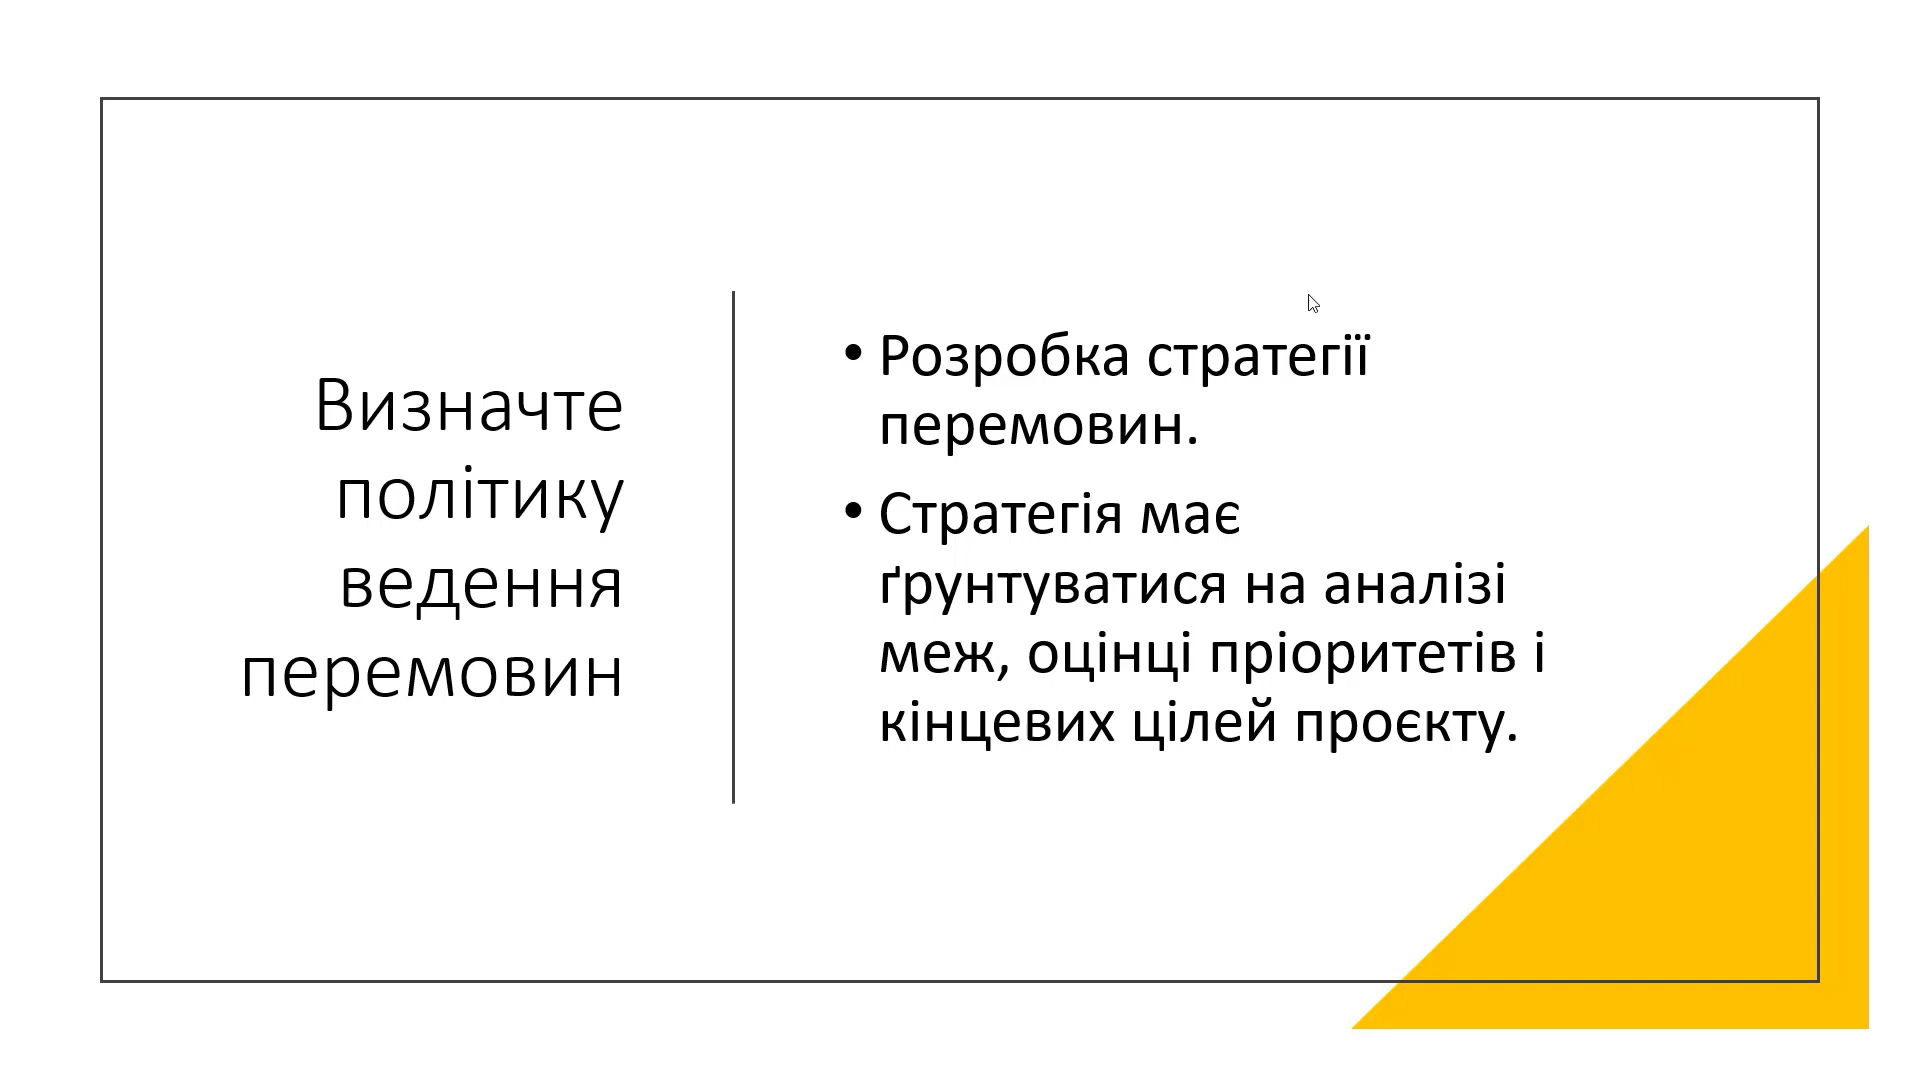 Визначте
політику
ведення
перемовин
• Розробка стратегії
перемовин.
• Стратегія має
ґрунтуватися на аналізі
меж, оцінці пріоритетів і
кінцевих цілей проєкту.